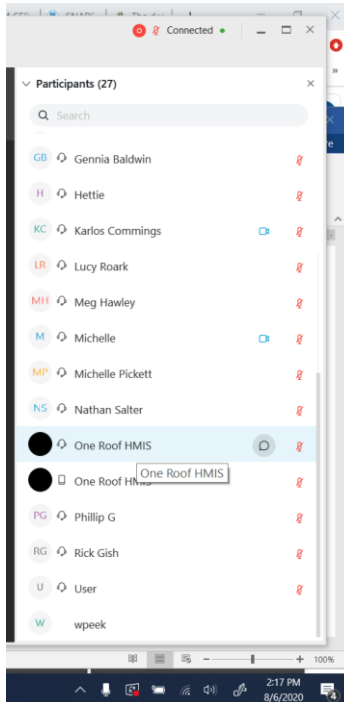 Connected
Participants (27)
Search
GB Gennia Baldwin
H Hettie
KC Karlos Commings
LR Lucy Roark
MH Meg Hawley
M Michelle
MP Michelle Pickett
NS Nathan Salter
One Roof HMIS
One Roof HMIS
One Roof HMIS
PG Phillip G
RG Rick Gish
U User
W wpeek
100%
2:17 PM
8/6/2020
4